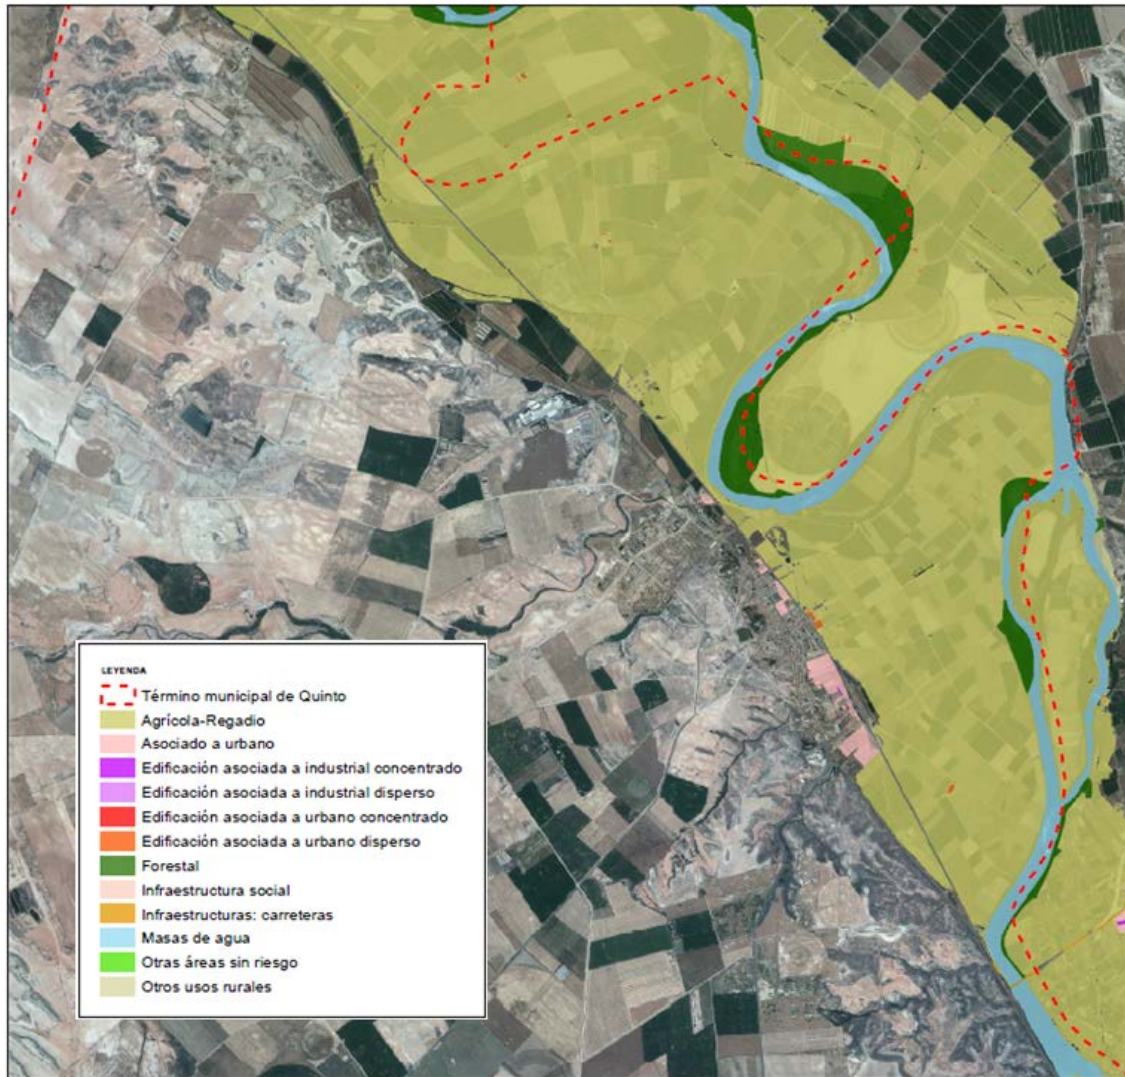 LEYENDA
Término municipal de Quinto
Agrícola-Regadio
Asociado a urbano
Edificación asociada a industrial concentrado
Edificación asociada a industrial disperso
Edificación asociada a urbano concentrado
Edificación asociada a urbano disperso
Forestal
Infraestructura social
Infraestructuras: carreteras
Masas de agua
Otras áreas sin riesgo
Otros usos rurales